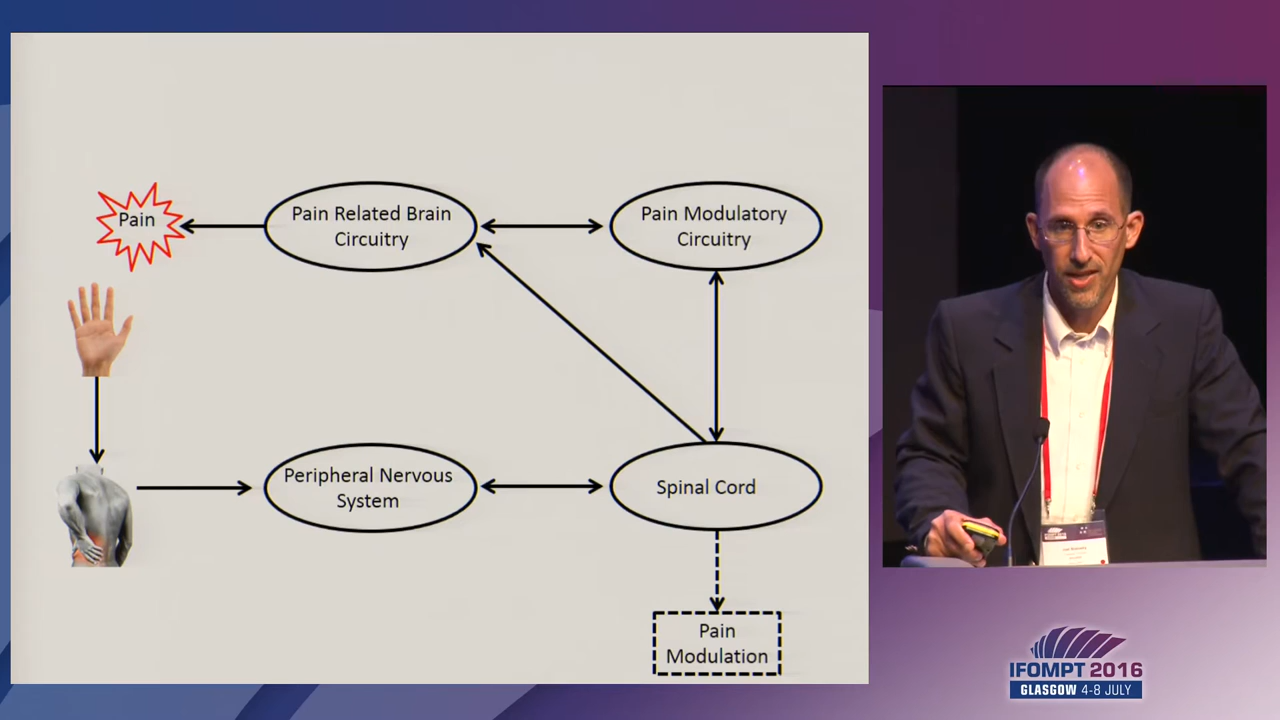 Pain
Pain Related Brain
Circuitry
Pain Modulatory
Circuitry
Peripheral Nervous
System
Spinal Cord
Pain
Modulation
IFOMPT 2016
GLASGOW 4-8 JULY